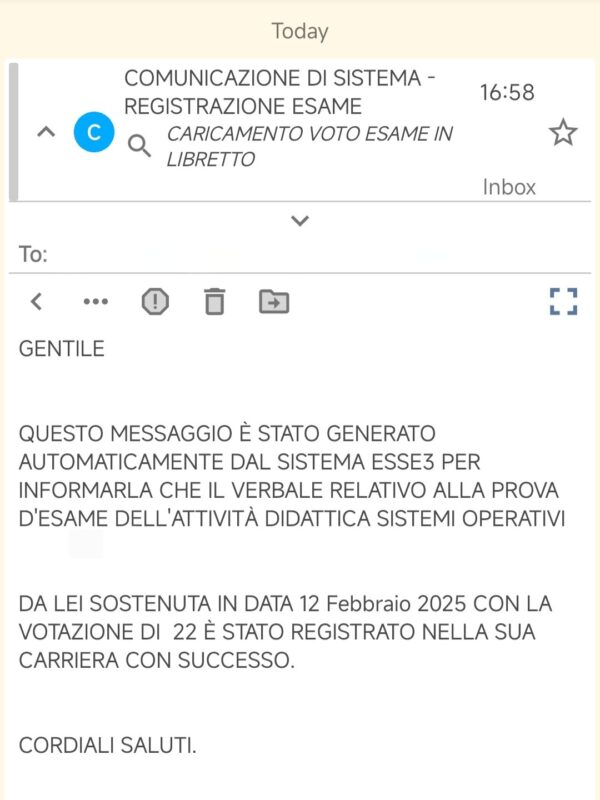 Today
COMUNICAZIONE DI SISTEMA -
REGISTRAZIONE ESAME
16:58
C
CARICAMENTO VOTO ESAME IN
LIBRETTO
Inbox
To:
GENTILE
QUESTO MESSAGGIO È STATO GENERATO
AUTOMATICAMENTE DAL SISTEMA ESSE3 PER
INFORMARLA CHE IL VERBALE RELATIVO ALLA PROVA
D'ESAME DELL'ATTIVITÀ DIDATTICA SISTEMI OPERATIVI
DA LEI SOSTENUTA IN DATA 12 Febbraio 2025 CON LA
VOTAZIONE DI  22 È STATO REGISTRATO NELLA SUA
CARRIERA CON SUCCESSO.
CORDIALI SALUTI.